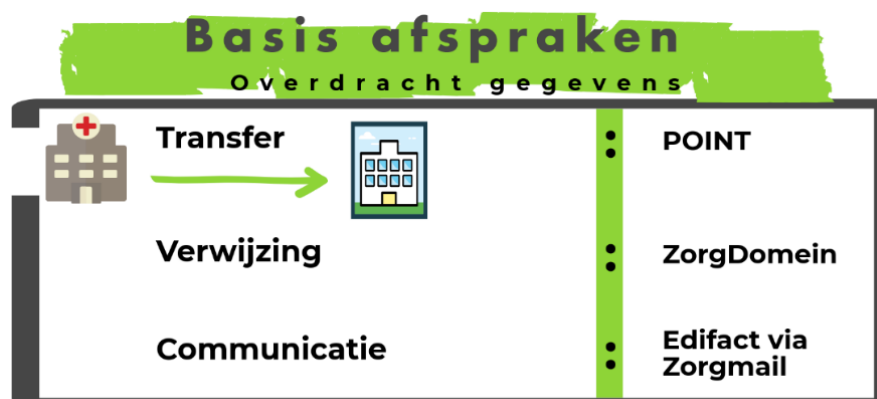 Basis afspraken
Overdracht gegevens
Transfer : POINT
Verwijzing : ZorgDomein
Communicatie : Edifact via
Zorgmail